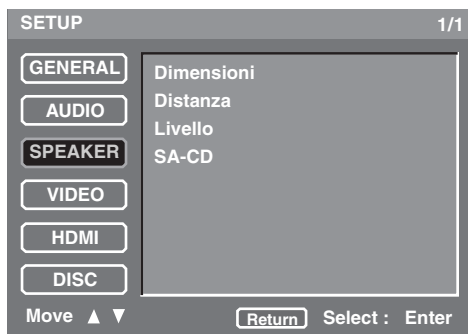 SETUP 1/1
GENERAL
AUDIO
SPEAKER
VIDEO
HDMI
DISC
Dimensioni
Distanza
Livello
SA-CD
Move ▲ ▼ Return Select : Enter